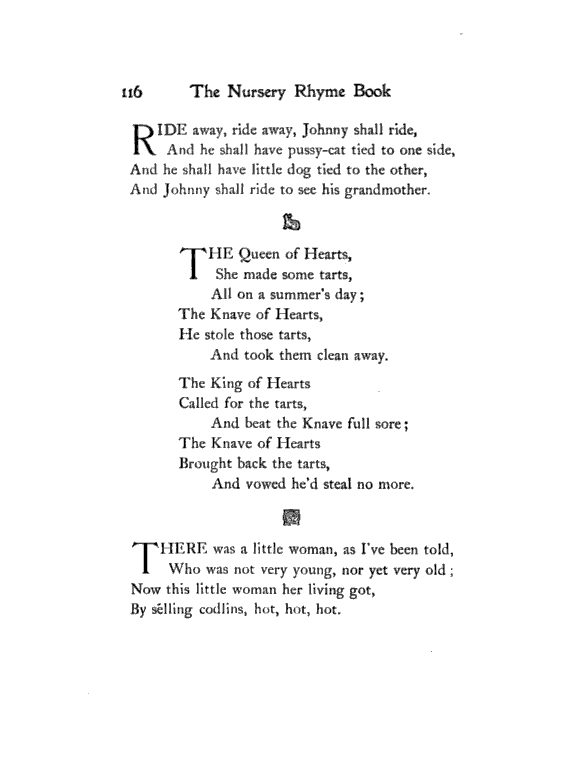 116 The Nursery Rhyme Book
RIDE away, ride away, Johnny shall ride,
And he shall have pussy-cat tied to one side,
And he shall have little dog tied to the other,
And Johnny shall ride to see his grandmother.
THE Queen of Hearts,
She made some tarts,
All on a summer's day;
The Knave of Hearts,
He stole those tarts,
And took them clean away.
The King of Hearts
Called for the tarts,
And beat the Knave full sore;
The Knave of Hearts
Brought back the tarts,
And vowed he'd steal no more.
THERE was a little woman, as I've been told,
Who was not very young, nor yet very old;
Now this little woman her living got,
By selling codlins, hot, hot, hot.